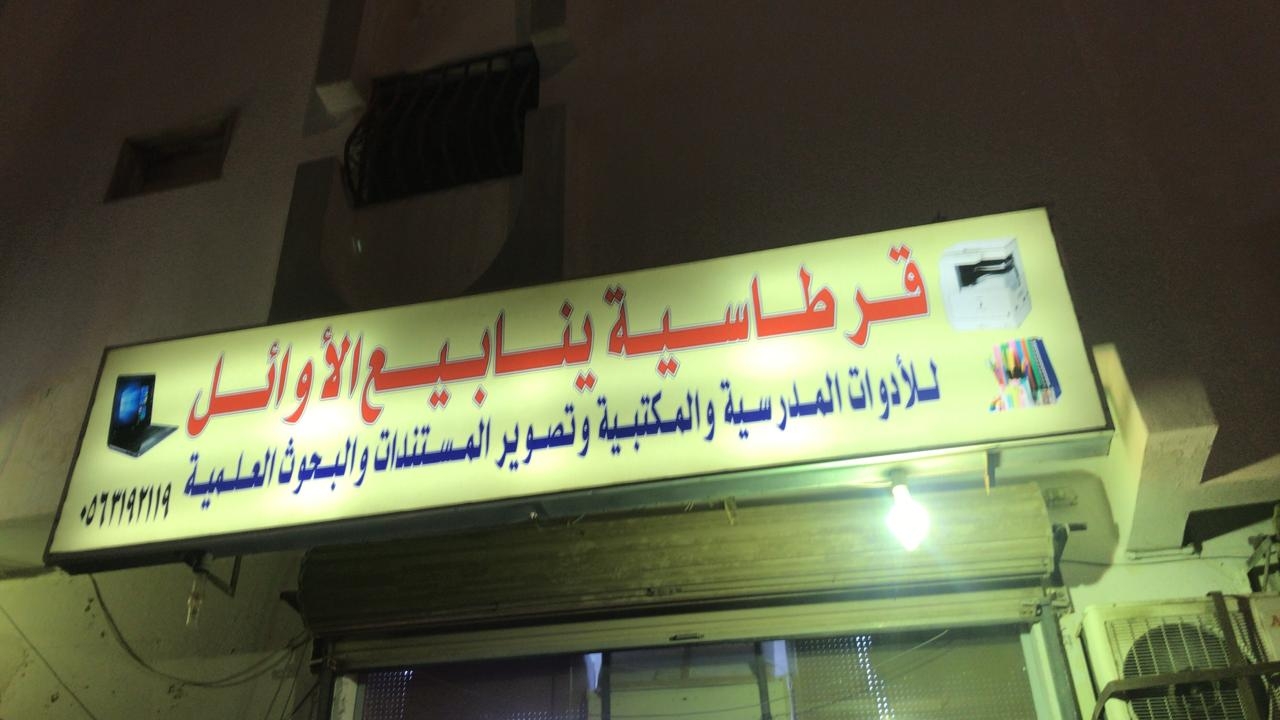 قرطاسية ينابيع الأوائل
للأدوات المدرسية والمكتبية وتصوير المستندات والبحوث العلمية
٠٥٦٣١٩٢١١٩